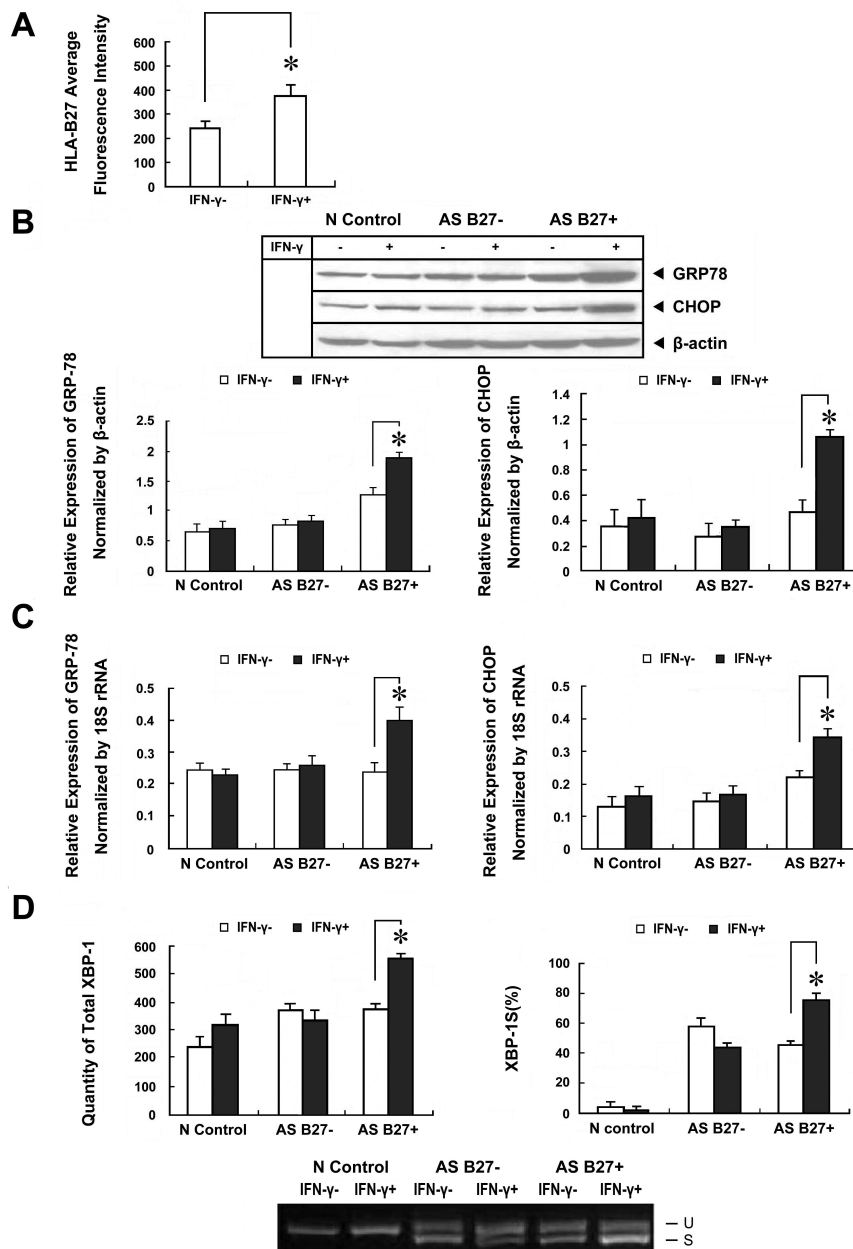 A
HLA-B27 Average
Fluorescence Intensity
600
500
400
300
200
100
0
*
IFN-γ-
IFN-γ+
B
N Control AS B27- AS B27+
IFN-γ - + - + - +
GRP78
CHOP
β-actin
Relative Expression of GRP-78
Normalized by β-actin
IFN-γ- IFN-γ+
2.5
2
1.5
1
0.5
0
*
N Control AS B27- AS B27+
Relative Expression of CHOP
Normalized by β-actin
IFN-γ- IFN-γ+
1.4
1.2
1
0.8
0.6
0.4
0.2
0
*
N Control AS B27- AS B27+
C
Relative Expression of GRP-78
Normalized by 18S rRNA
IFN-γ- IFN-γ+
0.5
0.4
0.3
0.2
0.1
0
*
N Control AS B27- AS B27+
Relative Expression of CHOP
Normalized by 18S rRNA
IFN-γ- IFN-γ+
0.5
0.4
0.3
0.2
0.1
0
*
N Control AS B27- AS B27+
D
Quantity of Total XBP-1
IFN-γ- IFN-γ+
600
500
400
300
200
100
0
*
N Control AS B27- AS B27+
XBP-1S(%)
IFN-γ- IFN-γ+
100
80
60
40
20
0
*
N control AS B27- AS B27+
N Control AS B27- AS B27+
IFN-γ- IFN-γ+ IFN-γ- IFN-γ+ IFN-γ- IFN-γ+
U
S